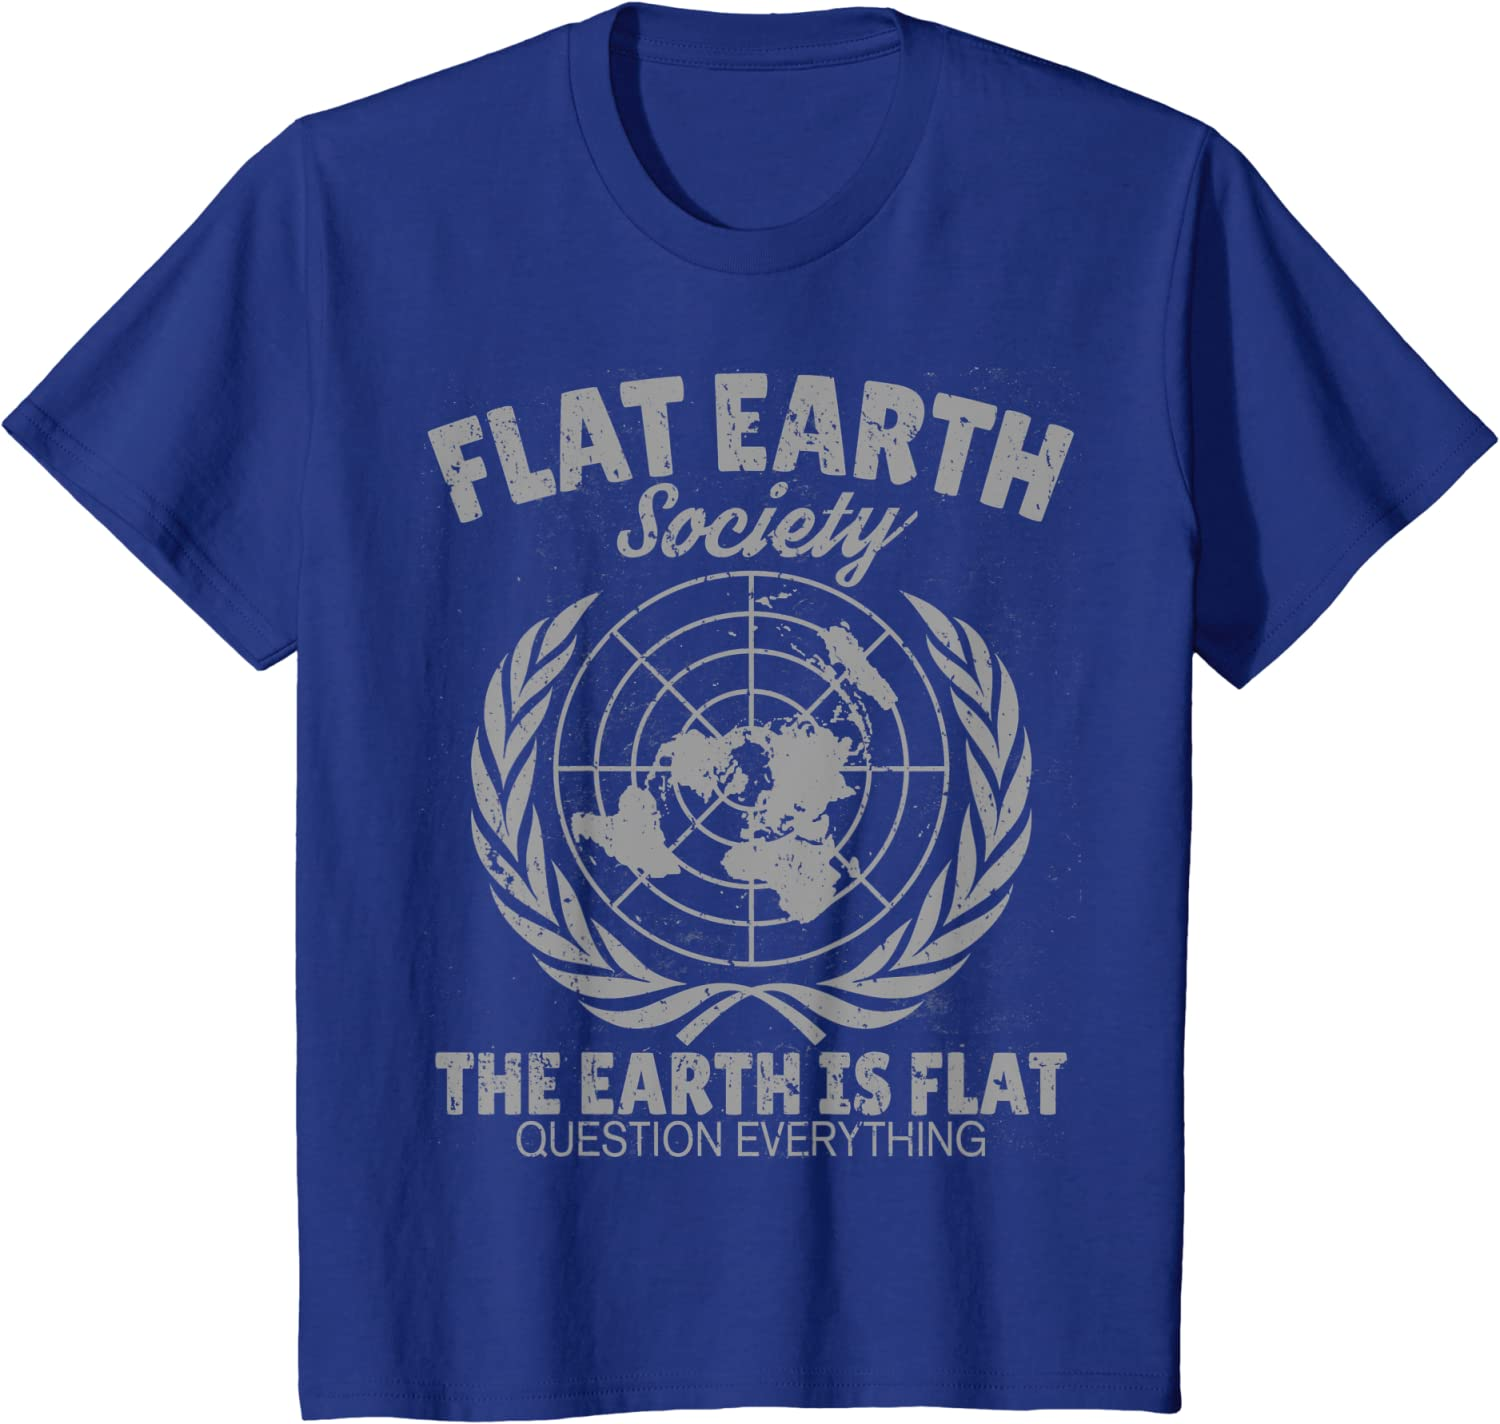 FLAT EARTH
Society
THE EARTH IS FLAT
QUESTION EVERYTHING